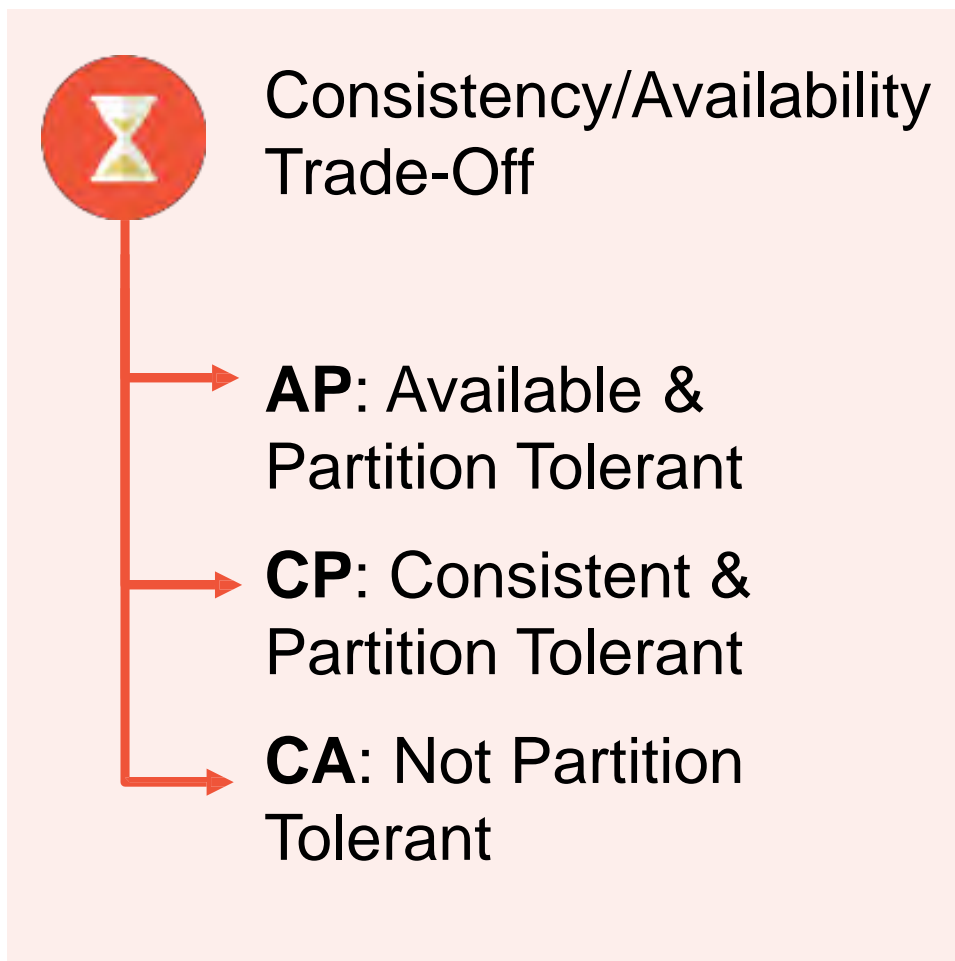 Consistency/Availability
Trade-Off
AP: Available &
Partition Tolerant
CP: Consistent &
Partition Tolerant
CA: Not Partition
Tolerant